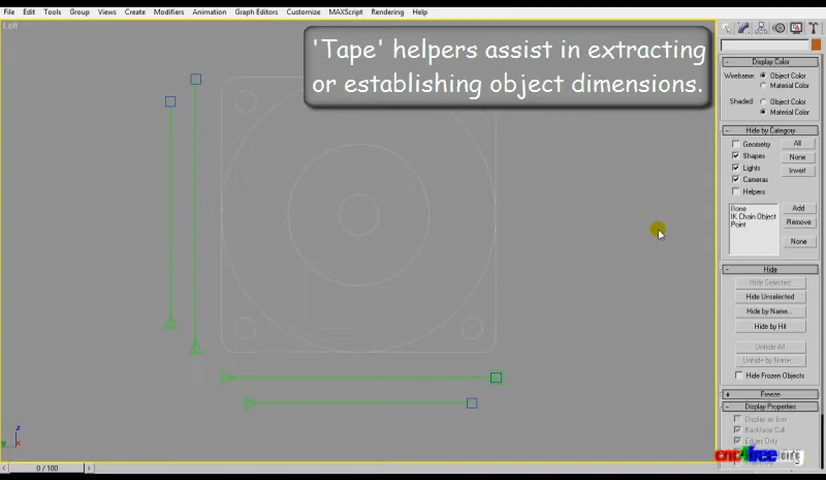 File Edit Tools Group Views Create Modifiers Animation Graph Editors Customize MAXScript Rendering Help
Left
'Tape' helpers assist in extracting
or establishing object dimensions.
- Display Color
Wireframe: Object Color
Material Color
Shaded: Object Color
Material Color
- Hide by Category
Geometry All
Shapes None
Lights Invert
Cameras
Helpers
Bone
IK Chain Object
Point
Add
Remove
None
- Hide
Hide Selected
Hide Unselected
Hide by Name...
Hide by Hit
Unhide All
Unhide by Name...
Hide Frozen Objects
+ Freeze
- Display Properties
Display as Box
Backface Cull
Edges Only
z
y x
< 0 / 100 >
cnc4free.org